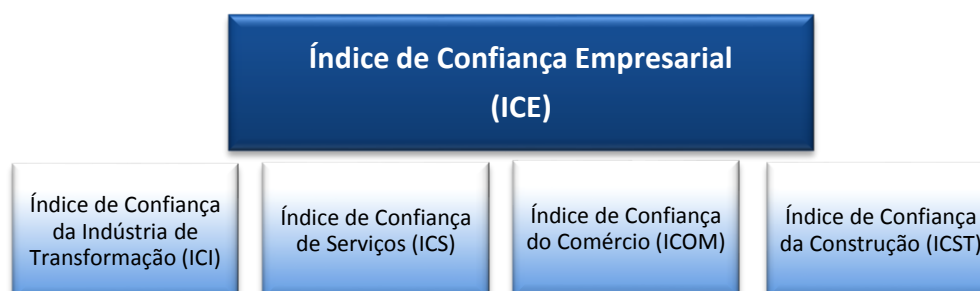 Índice de Confiança Empresarial
(ICE)
Índice de Confiança
da Indústria de
Transformação (ICI)
Índice de Confiança
de Serviços (ICS)
Índice de Confiança
do Comércio (ICOM)
Índice de Confiança
da Construção (ICST)